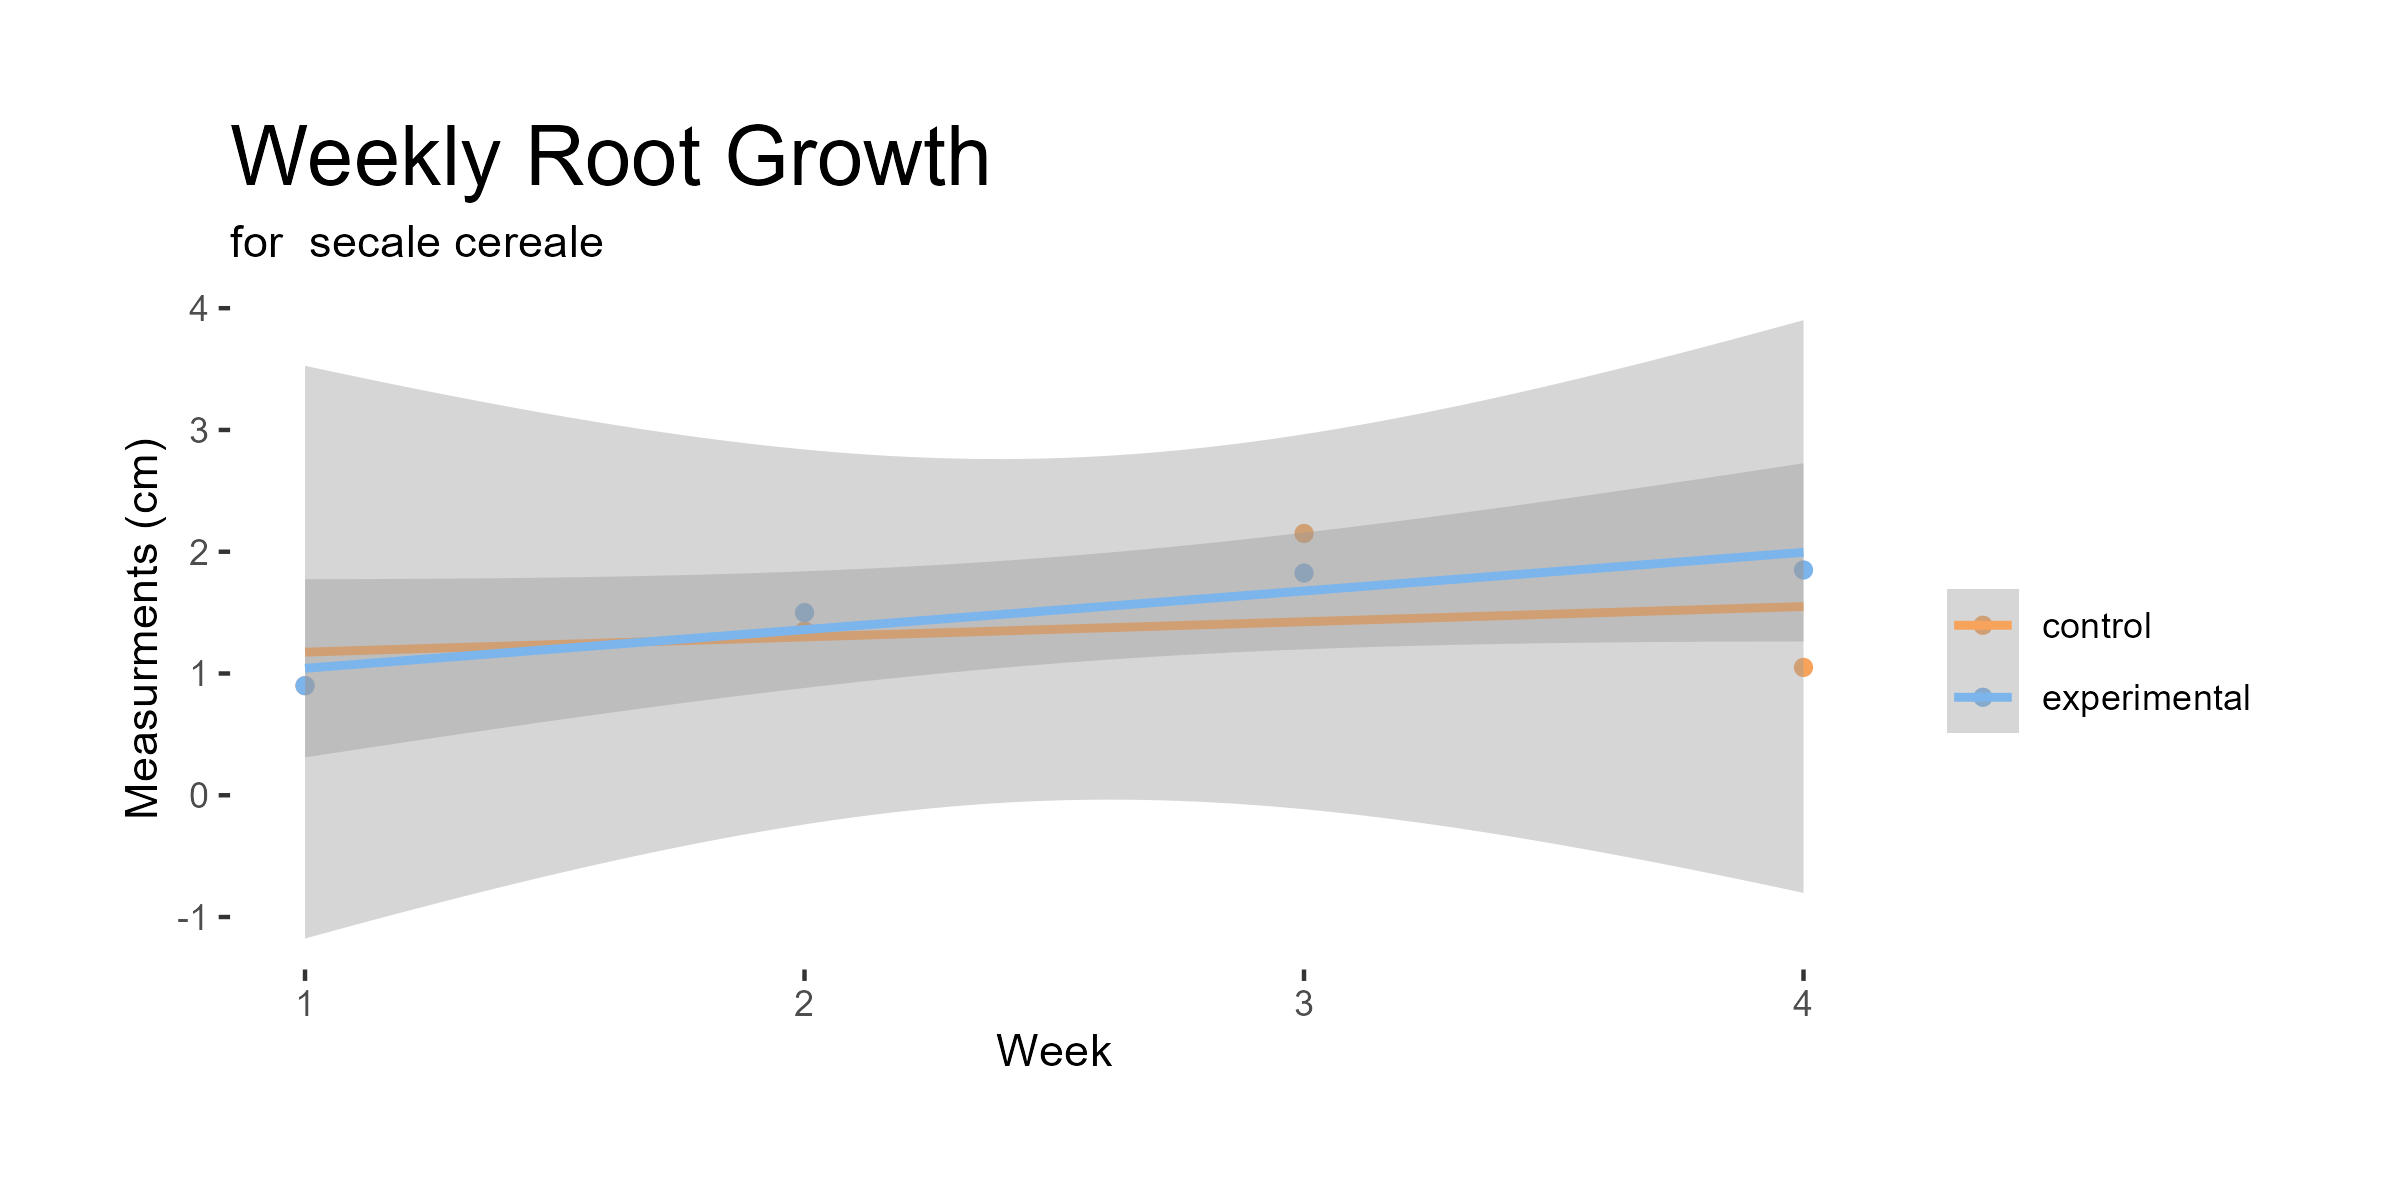 Weekly Root Growth
for  secale cereale
4
3
2
1
0
-1
Measurments (cm)
1 2 3 4
Week
control
experimental